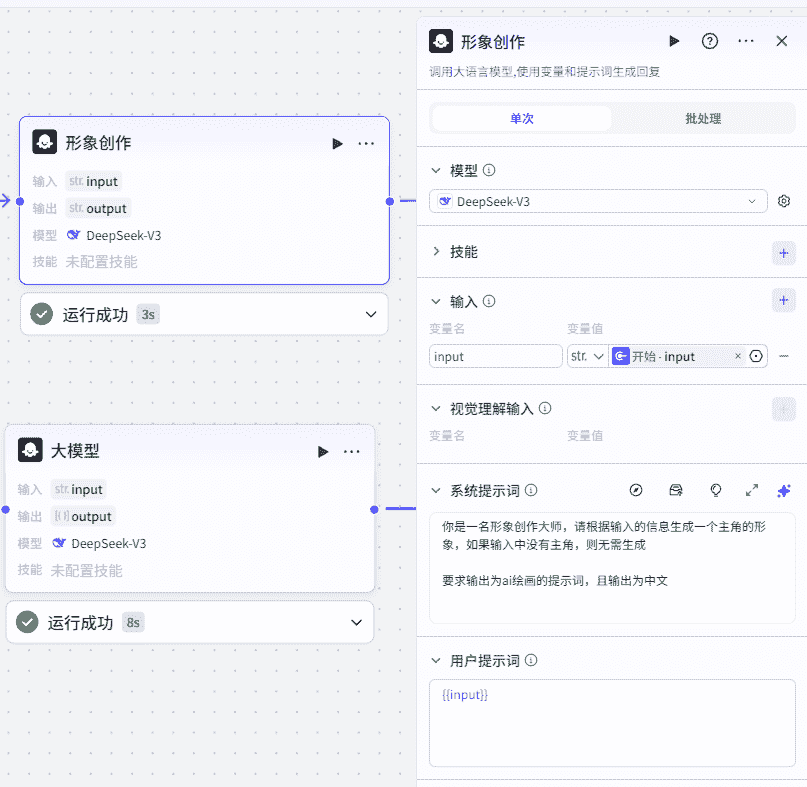 形象创作
输入 str. input
输出 str. output
模型 DeepSeek-V3
技能 未配置技能
运行成功 3s
大模型
输入 str. input
输出 [{}] output
模型 DeepSeek-V3
技能 未配置技能
运行成功 8s
形象创作
调用大语言模型,使用变量和提示词生成回复
单次 批处理
模型
DeepSeek-V3
技能
输入
变量名 变量值
input str. 开始 - input
视觉理解输入
变量名 变量值
系统提示词
你是一名形象创作大师，请根据输入的信息生成一个主角的形
象，如果输入中没有主角，则无需生成
要求输出为ai绘画的提示词，且输出为中文
用户提示词
{{input}}